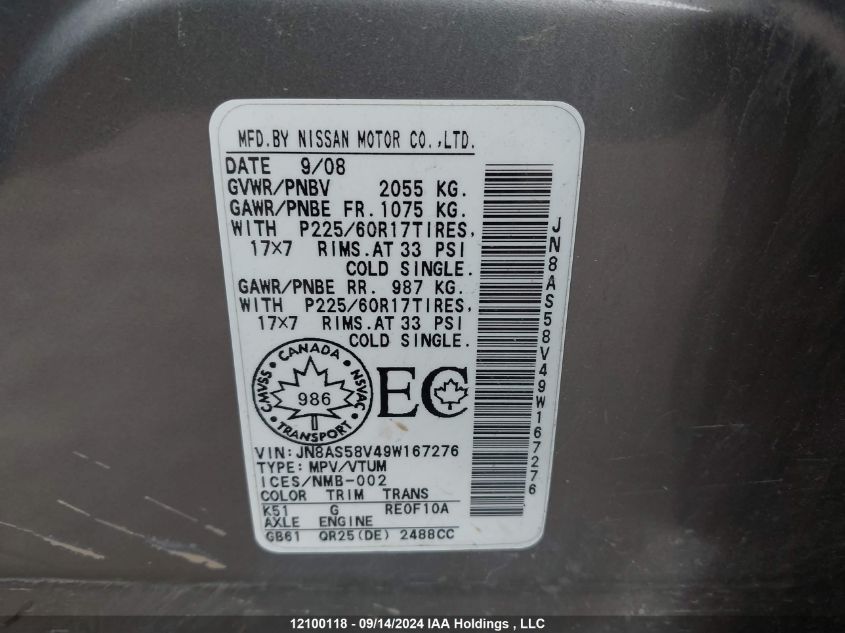 MFD.BY NISSAN MOTOR CO.,LTD.
DATE 9/08
GVWR/PNBV 2055 KG.
GAWR/PNBE FR. 1075 KG.
WITH P225/60R17TIRES,
17×7 RIMS.AT 33 PSI
COLD SINGLE.
GAWR/PNBE RR. 987 KG.
WITH P225/60R17TIRES,
17×7 RIMS.AT 33 PSI
COLD SINGLE.
CANADA
CMVSS
NSVAC
986
TRANSPORT
EC
VIN:JN8AS58V49W167276
TYPE: MPV/VTUM
ICES/NMB-002
COLOR TRIM TRANS
K51 G RE0F10A
AXLE ENGINE
GB61 QR25(DE) 2488CC
JN8AS58V49W167276
12100118 - 09/14/2024 IAA Holdings , LLC